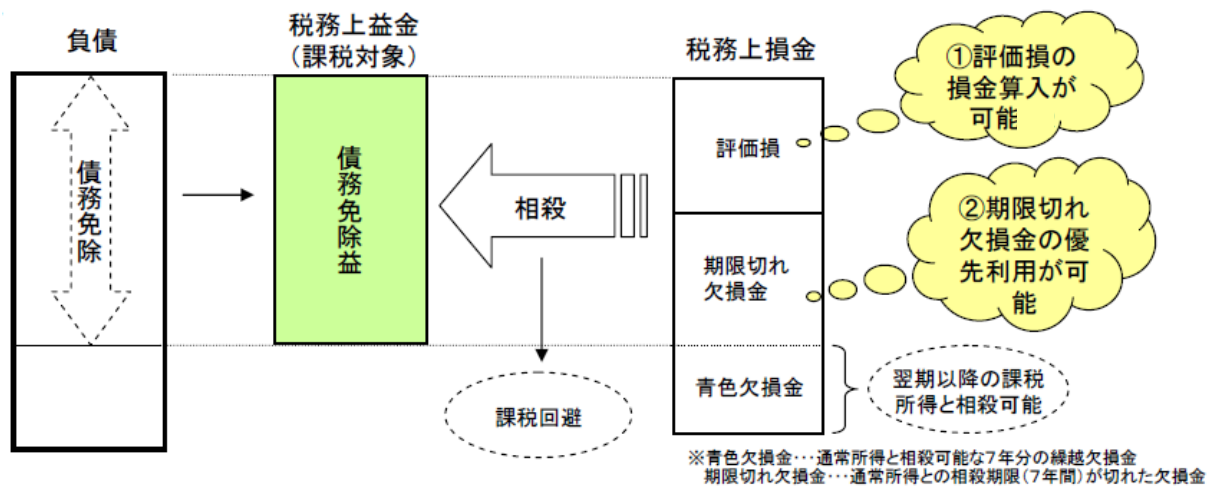 負債
債務免除
税務上益金
(課税対象)
債務免除益
相殺
課税回避
税務上損金
評価損
期限切れ
欠損金
青色欠損金
①評価損の
損金算入が
可能
②期限切れ
欠損金の優
先利用が可
能
翌期以降の課税
所得と相殺可能
※青色欠損金･･･通常所得と相殺可能な7年分の繰越欠損金
期限切れ欠損金･･･通常所得との相殺期限(7年間)が切れた欠損金